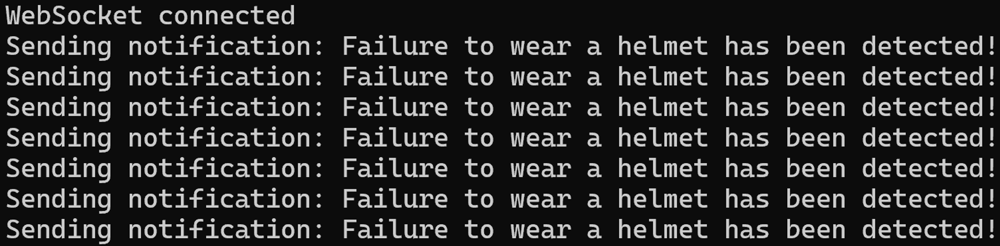 WebSocket connected
Sending notification: Failure to wear a helmet has been detected!
Sending notification: Failure to wear a helmet has been detected!
Sending notification: Failure to wear a helmet has been detected!
Sending notification: Failure to wear a helmet has been detected!
Sending notification: Failure to wear a helmet has been detected!
Sending notification: Failure to wear a helmet has been detected!
Sending notification: Failure to wear a helmet has been detected!